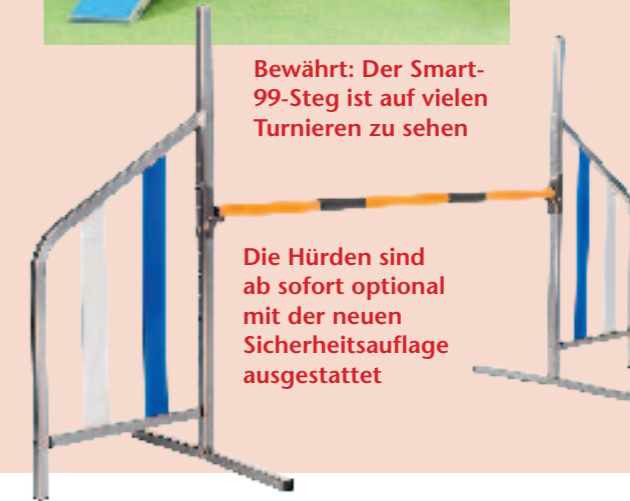 Bewährt: Der Smart-
99-Steg ist auf vielen
Turnieren zu sehen
Die Hürden sind
ab sofort optional
mit der neuen
Sicherheitsauflage
ausgestattet